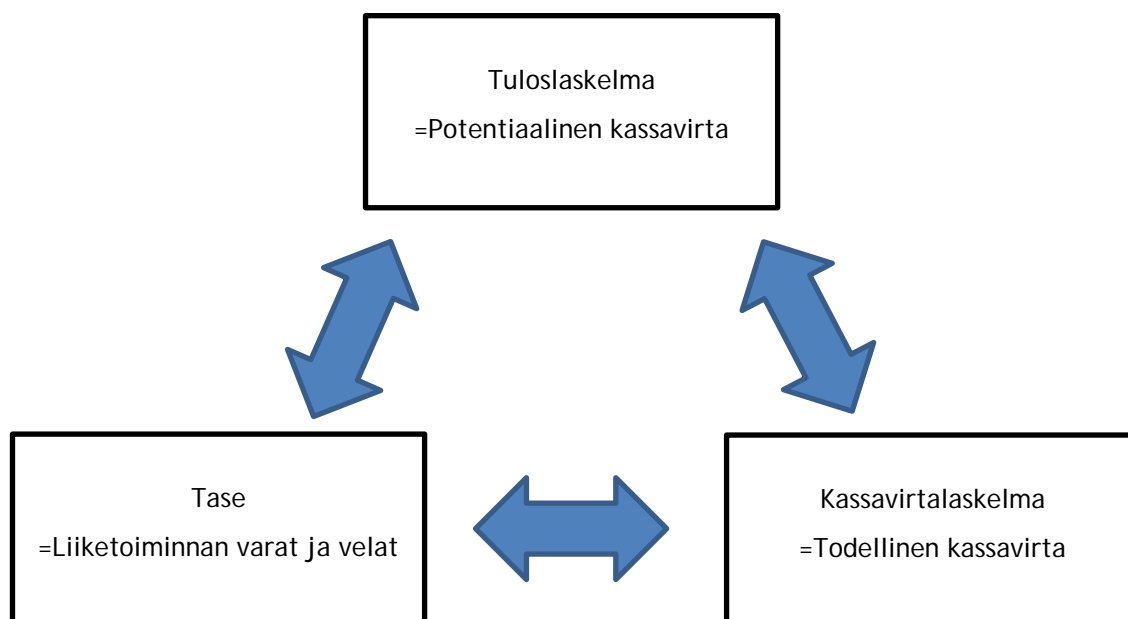 Tuloslaskelma
=Potentiaalinen kassavirta
Tase
=Liiketoiminnan varat ja velat
Kassavirtalaskelma
=Todellinen kassavirta